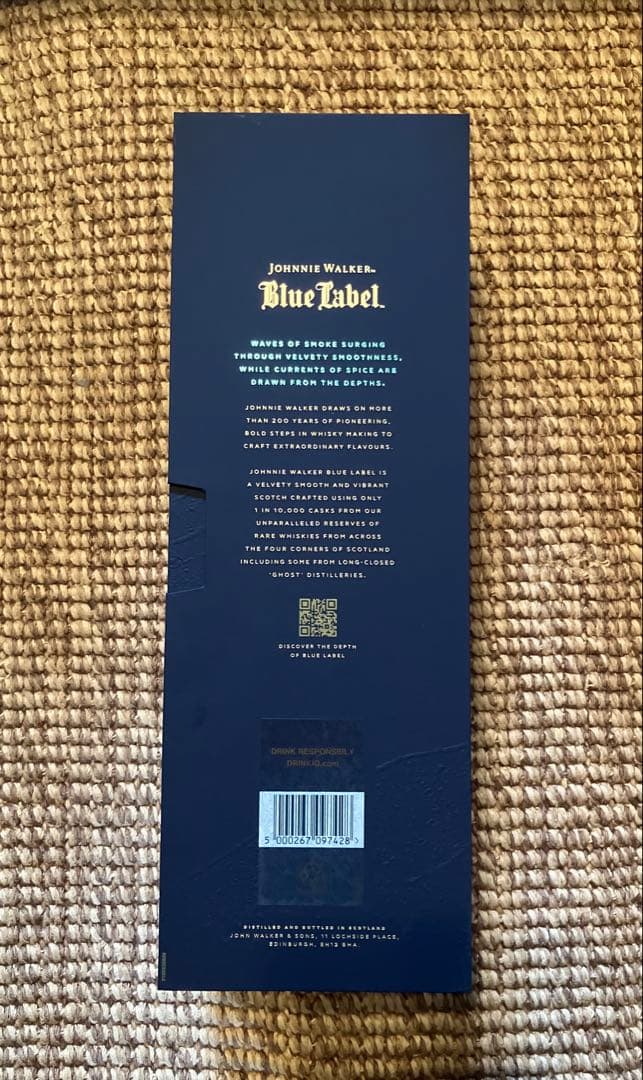 JOHNNIE WALKER™
Blue Label™
WAVES OF SMOKE SURGING
THROUGH VELVETY SMOOTHNESS,
WHILE CURRENTS OF SPICE ARE
DRAWN FROM THE DEPTHS.
JOHNNIE WALKER DRAWS ON MORE
THAN 200 YEARS OF PIONEERING,
BOLD STEPS IN WHISKY MAKING TO
CRAFT EXTRAORDINARY FLAVOURS.
JOHNNIE WALKER BLUE LABEL IS
A VELVETY SMOOTH AND VIBRANT
SCOTCH CRAFTED USING ONLY
1 IN 10,000 CASKS FROM OUR
UNPARALLELED RESERVES OF
RARE WHISKIES FROM ACROSS
THE FOUR CORNERS OF SCOTLAND
INCLUDING SOME FROM LONG-CLOSED
'GHOST' DISTILLERIES.
DISCOVER THE DEPTH
OF BLUE LABEL
DRINK RESPONSIBLY
DRINKiQ.com
5 000267 097428 >
DISTILLED AND BOTTLED IN SCOTLAND
JOHN WALKER & SONS, 11 LOCHSIDE PLACE,
EDINBURGH, EH12 9HA.